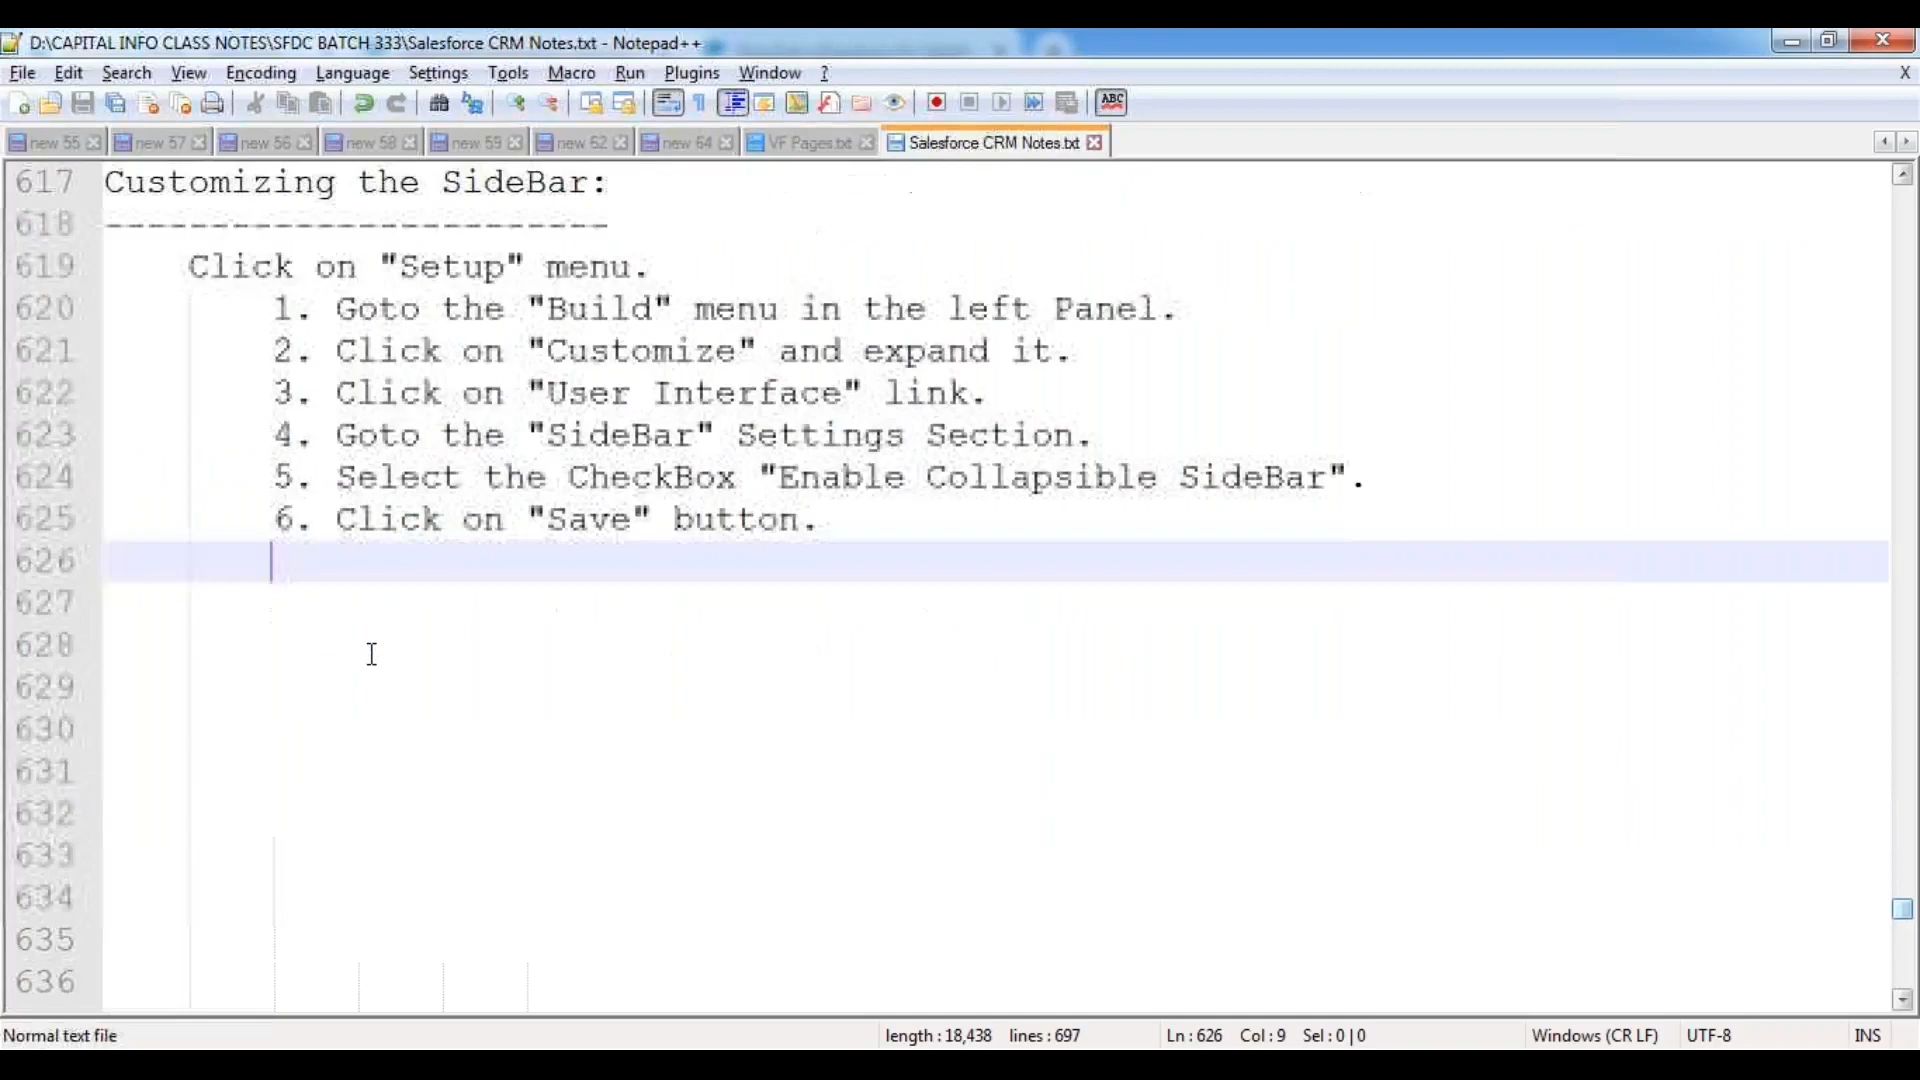 D:\CAPITAL INFO CLASS NOTES\SFDC BATCH 333\Salesforce CRM Notes.txt - Notepad++
File Edit Search View Encoding Language Settings Tools Macro Run Plugins Window ? X
ABC
new 55 new 57 new 56 new 58 new 59 new 62 new 64 VF Pages.txt Salesforce CRM Notes.txt
617 Customizing the SideBar:
618 ------------------------
619 Click on "Setup" menu.
620 1. Goto the "Build" menu in the left Panel.
621 2. Click on "Customize" and expand it.
622 3. Click on "User Interface" link.
623 4. Goto the "SideBar" Settings Section.
624 5. Select the CheckBox "Enable Collapsible SideBar".
625 6. Click on "Save" button.
626
627
628
629
630
631
632
633
634
635
636
Normal text file length : 18,438 lines : 697 Ln : 626 Col : 9 Sel : 0 | 0 Windows (CR LF) UTF-8 INS